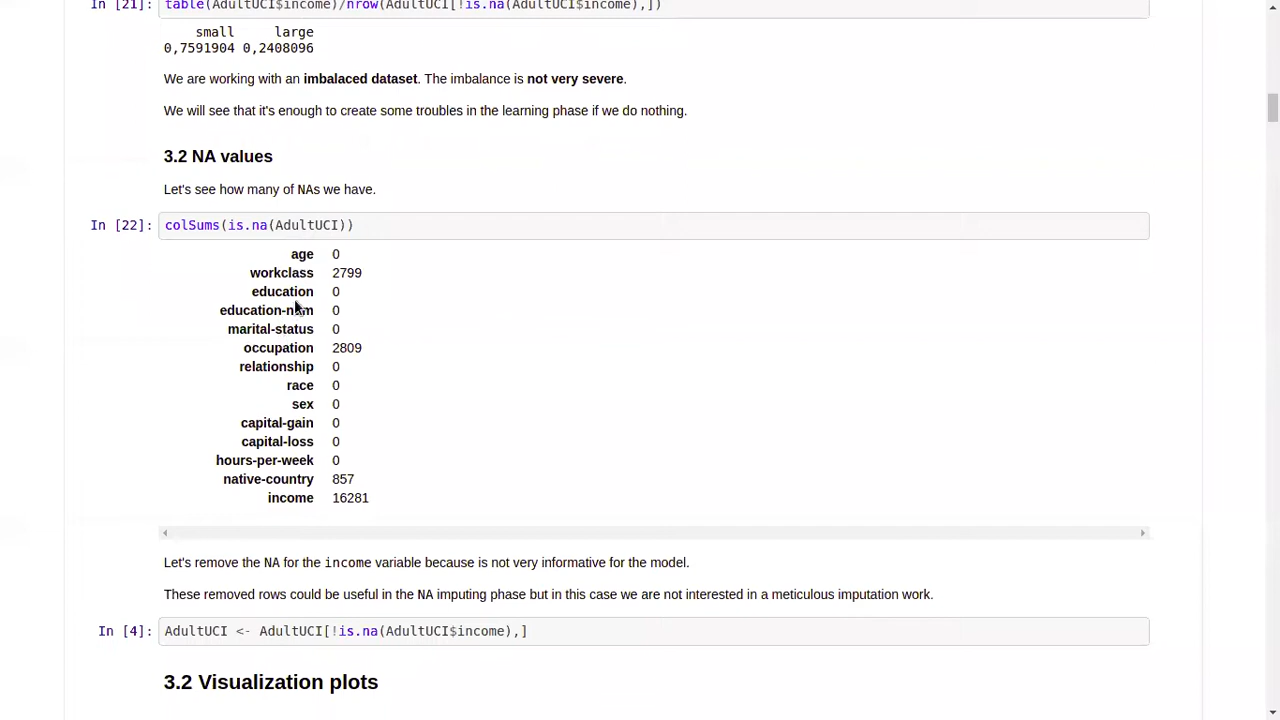 In [21]: table(AdultUCI$income)/nrow(AdultUCI[!is.na(AdultUCI$income),])
small large
0,7591904 0,2408096
We are working with an imbalaced dataset. The imbalance is not very severe.
We will see that it's enough to create some troubles in the learning phase if we do nothing.
3.2 NA values
Let's see how many of NAs we have.
In [22]: colSums(is.na(AdultUCI))
age 0
workclass 2799
education 0
education-num 0
marital-status 0
occupation 2809
relationship 0
race 0
sex 0
capital-gain 0
capital-loss 0
hours-per-week 0
native-country 857
income 16281
Let's remove the NA for the income variable because is not very informative for the model.
These removed rows could be useful in the NA imputing phase but in this case we are not interested in a meticulous imputation work.
In [4]: AdultUCI <- AdultUCI[!is.na(AdultUCI$income),]
3.2 Visualization plots